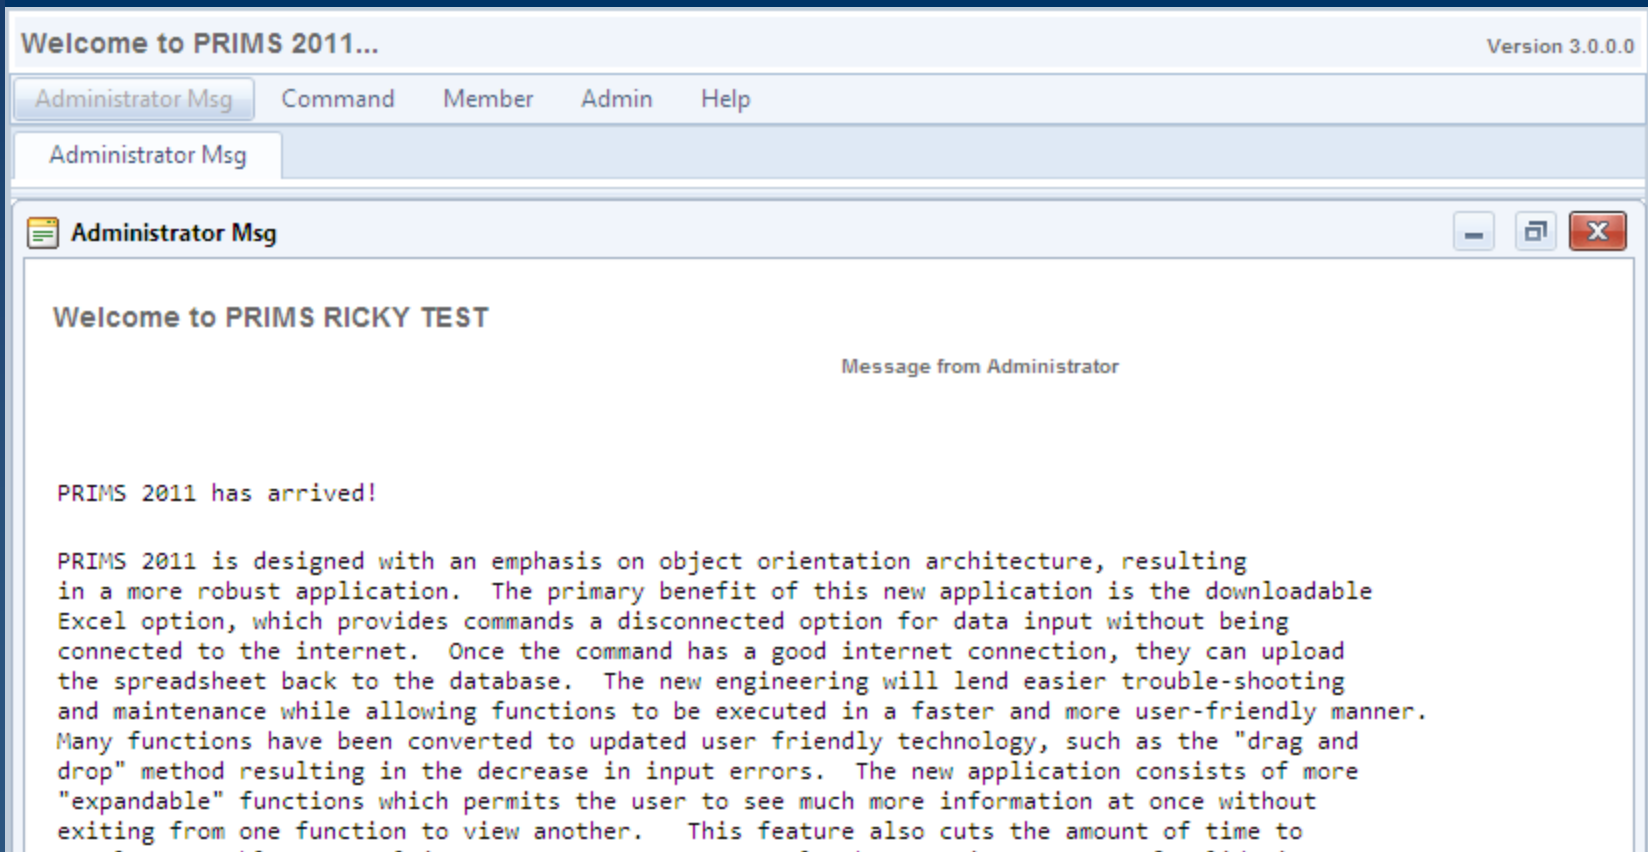 Welcome to PRIMS 2011...
Version 3.0.0.0
Administrator Msg Command Member Admin Help
Administrator Msg
Administrator Msg
Welcome to PRIMS RICKY TEST
Message from Administrator
PRIMS 2011 has arrived!
PRIMS 2011 is designed with an emphasis on object orientation architecture, resulting
in a more robust application. The primary benefit of this new application is the downloadable
Excel option, which provides commands a disconnected option for data input without being
connected to the internet. Once the command has a good internet connection, they can upload
the spreadsheet back to the database. The new engineering will lend easier trouble-shooting
and maintenance while allowing functions to be executed in a faster and more user-friendly manner.
Many functions have been converted to updated user friendly technology, such as the "drag and
drop" method resulting in the decrease in input errors. The new application consists of more
"expandable" functions which permits the user to see much more information at once without
exiting from one function to view another. This feature also cuts the amount of time to